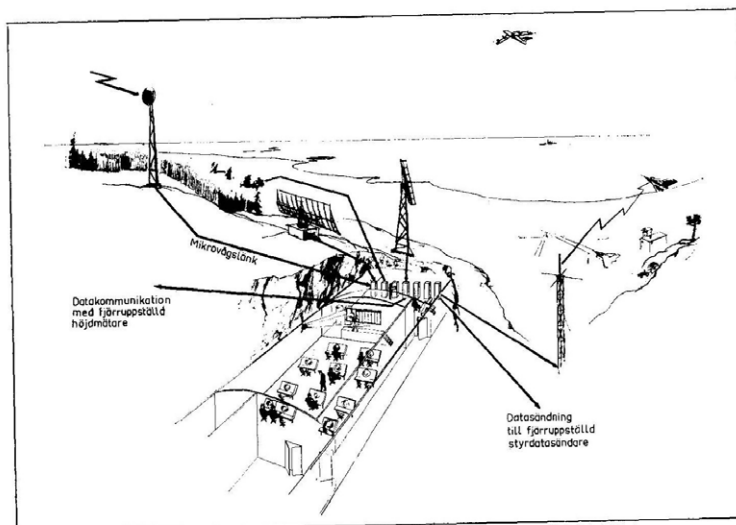 Mikrovågslänk
Datakommunikation
med fjärruppställd
höjdmätare
Datasändning
till fjärruppställd
styrdatasändare